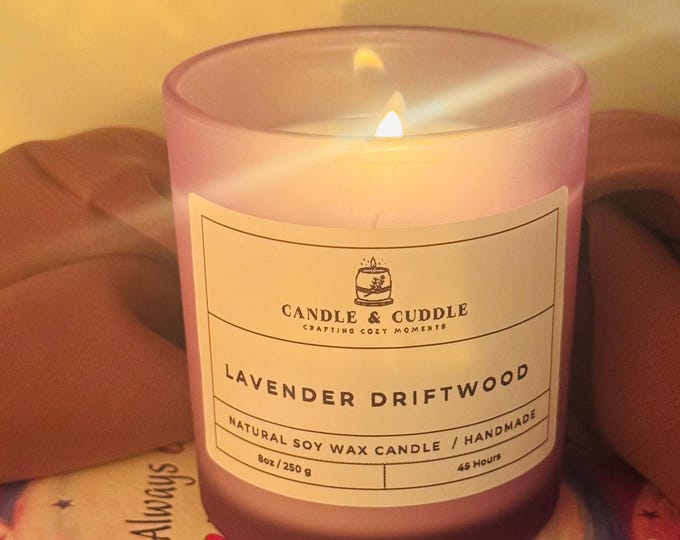 CANDLE & CUDDLE
CRAFTING COZY MOMENTS
LAVENDER DRIFTWOOD
NATURAL SOY WAX CANDLE / HANDMADE
8oz / 250 g
45 Hours
Always